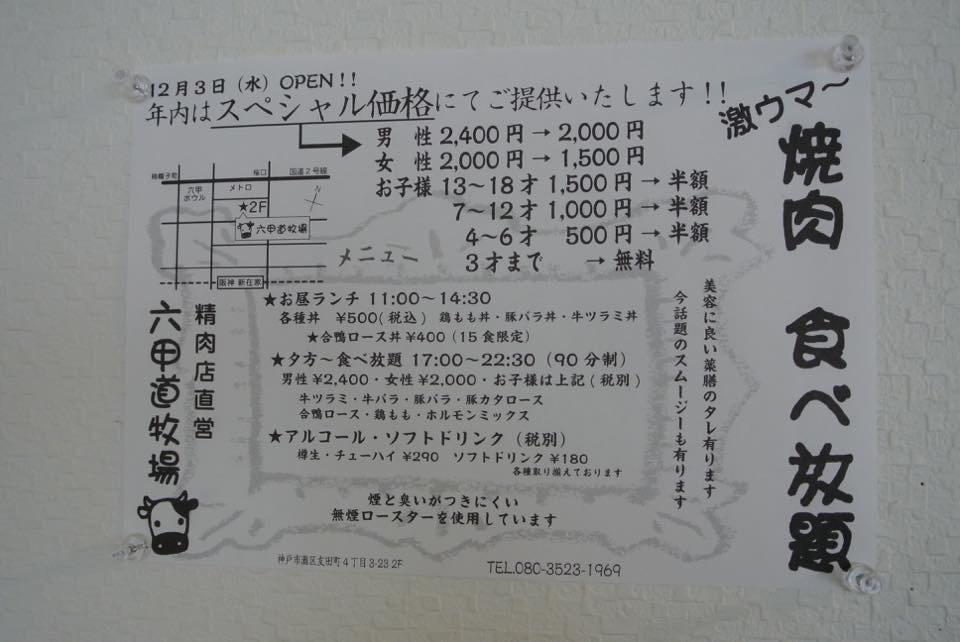 12月3日（水）OPEN!!
年内はスペシャル価格にてご提供いたします!!
激ウマ～
焼肉 食べ放題
男 性 2,400円→2,000円
女 性 2,000円→1,500円
お子様 13～18才 1,500円→半額
7～12才 1,000円→半額
4～6才 500円→半額
3才まで →無料
国道2号線
六甲
ボウル
メトロ
★2F
六甲道牧場
N
阪神 新在家
メニュー
★お昼ランチ 11:00～14:30
各種丼 ¥500(税込) 鶏もも丼・豚バラ丼・牛ツラミ丼
★合鴨ロース丼 ¥400 (15食限定)
★夕方～食べ放題 17:00～22:30 (90分制)
男性¥2,400・女性¥2,000・お子様は上記(税別)
牛ツラミ・牛バラ・豚バラ・豚カタロース
合鴨ロース・鶏もも・ホルモンミックス
★アルコール・ソフトドリンク (税別)
樽生・チューハイ ¥290 ソフトドリンク ¥180
各種取り揃えております
美容に良い薬膳のタレ有ります
今話題のスムージーも有ります
精肉店直営
六甲道牧場
煙と臭いがつきにくい
無煙ロースターを使用しています
神戸市灘区友田町4丁目3-23 2F
TEL.080-3523-1969